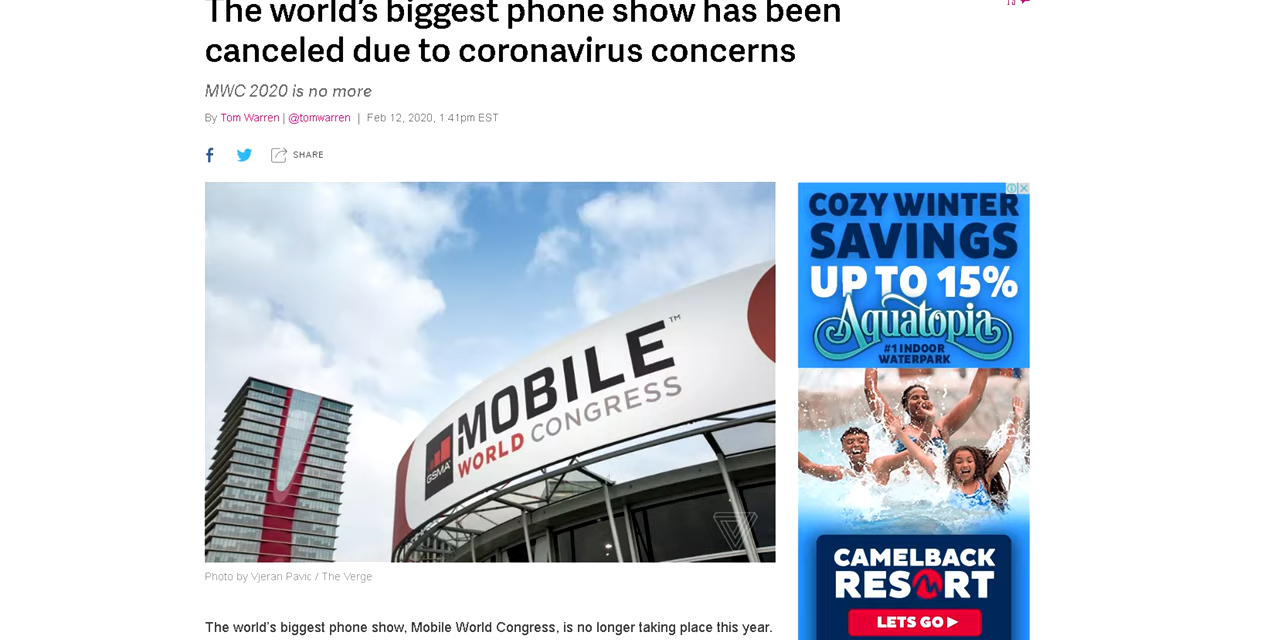 The world's biggest phone show has been
canceled due to coronavirus concerns
MWC 2020 is no more
By Tom Warren | @tomwarren | Feb 12, 2020, 1:41pm EST
SHARE
MOBILE™
WORLD CONGRESS
GSMA
Photo by Vjeran Pavic / The Verge
The world's biggest phone show, Mobile World Congress, is no longer taking place this year.
COZY WINTER
SAVINGS
UP TO 15%
Aquatopia
#1 INDOOR
WATERPARK
CAMELBACK
RESORT
LETS GO